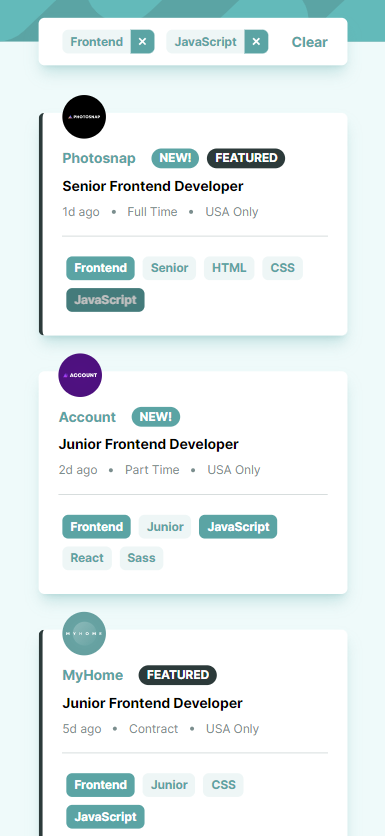 Frontend × JavaScript × Clear
PHOTOSNAP
Photosnap NEW! FEATURED
Senior Frontend Developer
1d ago • Full Time • USA Only
Frontend Senior HTML CSS
JavaScript
ACCOUNT
Account NEW!
Junior Frontend Developer
2d ago • Part Time • USA Only
Frontend Junior JavaScript
React Sass
MYHOME
MyHome FEATURED
Junior Frontend Developer
5d ago • Contract • USA Only
Frontend Junior CSS
JavaScript